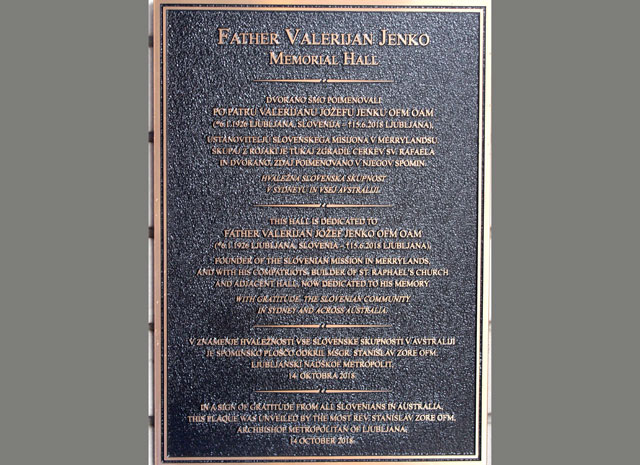 FATHER VALERIJAN JENKO
MEMORIAL HALL
DVORANO SMO POIMENOVALI
PO PATRU VALERIJANU JOŽEFU JENKU OFM OAM
(*6.1.1926 LJUBLJANA, SLOVENIJA - †15.6.2018 LJUBLJANA),
USTANOVITELJU SLOVENSKEGA MISIJONA V MERRYLANDSU.
SKUPAJ Z ROJAKI JE TUKAJ ZGRADIL CERKEV SV. RAFAELA
IN DVORANO, ZDAJ POIMENOVANO V NJEGOV SPOMIN.
HVALEŽNA SLOVENSKA SKUPNOST
V SYDNEYU IN VSEJ AVSTRALIJI.
THIS HALL IS DEDICATED TO
FATHER VALERIJAN JOŽEF JENKO OFM OAM
(*6.1.1926 LJUBLJANA, SLOVENIA - †15.6.2018 LJUBLJANA),
FOUNDER OF THE SLOVENIAN MISSION IN MERRYLANDS,
AND WITH HIS COMPATRIOTS, BUILDER OF ST. RAPHAEL'S CHURCH
AND ADJACENT HALL, NOW DEDICATED TO HIS MEMORY.
WITH GRATITUDE, THE SLOVENIAN COMMUNITY
IN SYDNEY AND ACROSS AUSTRALIA.
V ZNAMENJE HVALEŽNOSTI VSE SLOVENSKE SKUPNOSTI V AVSTRALIJI
JE SPOMINSKO PLOŠČO ODKRIL MSGR. STANISLAV ZORE OFM,
LJUBLJANSKI NADŠKOF METROPOLIT.
14. OKTOBRA 2018
IN A SIGN OF GRATITUDE FROM ALL SLOVENIANS IN AUSTRALIA,
THIS PLAQUE WAS UNVEILED BY THE MOST REV. STANISLAV ZORE OFM,
ARCHBISHOP METROPOLITAN OF LJUBLJANA.
14 OCTOBER 2018